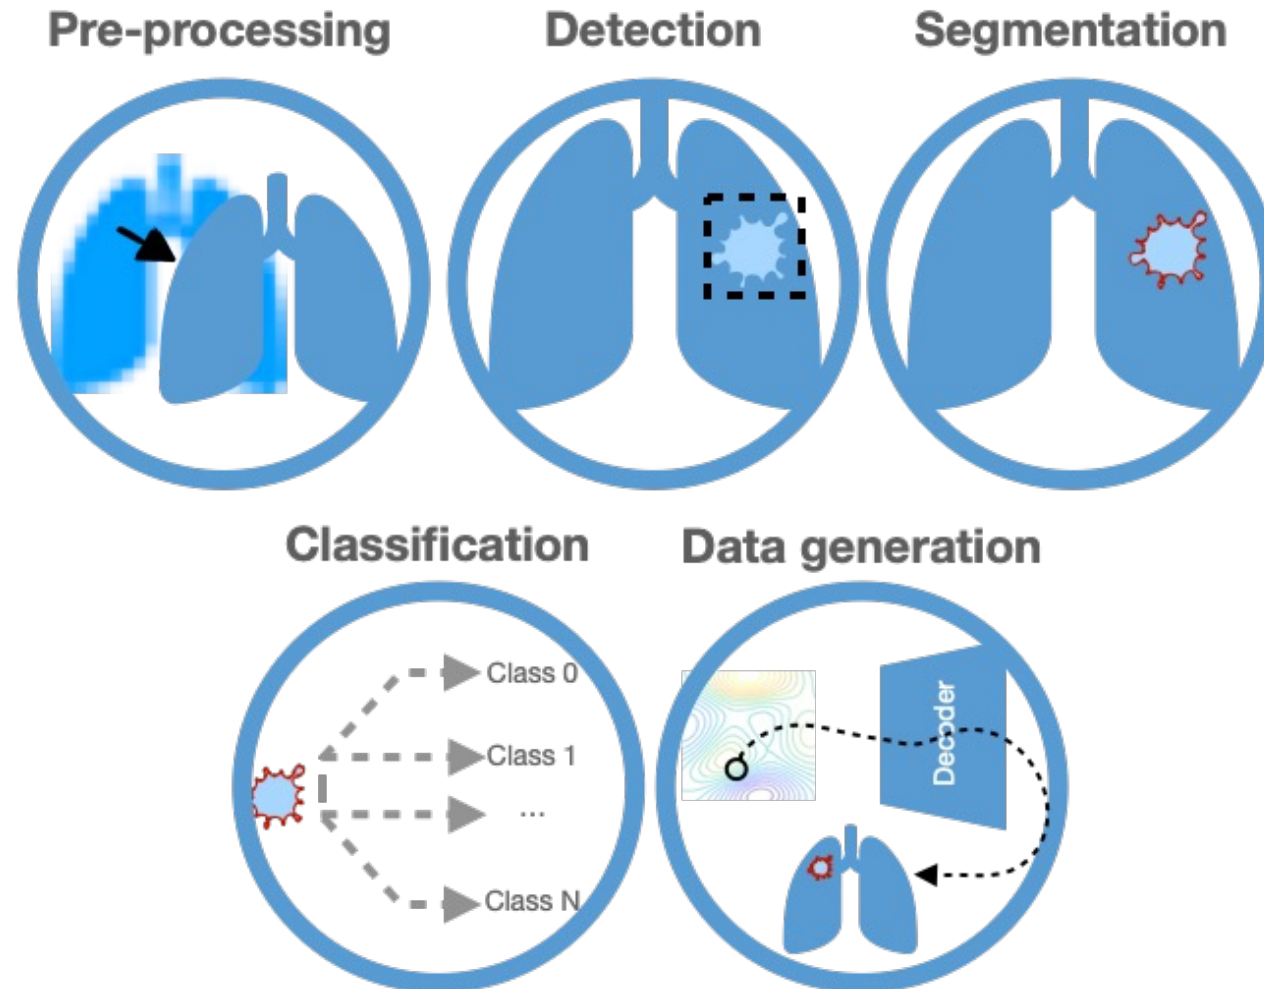 Pre-processing
Detection
Segmentation
Classification
Data generation
Class 0
Class 1
...
Class N
Decoder